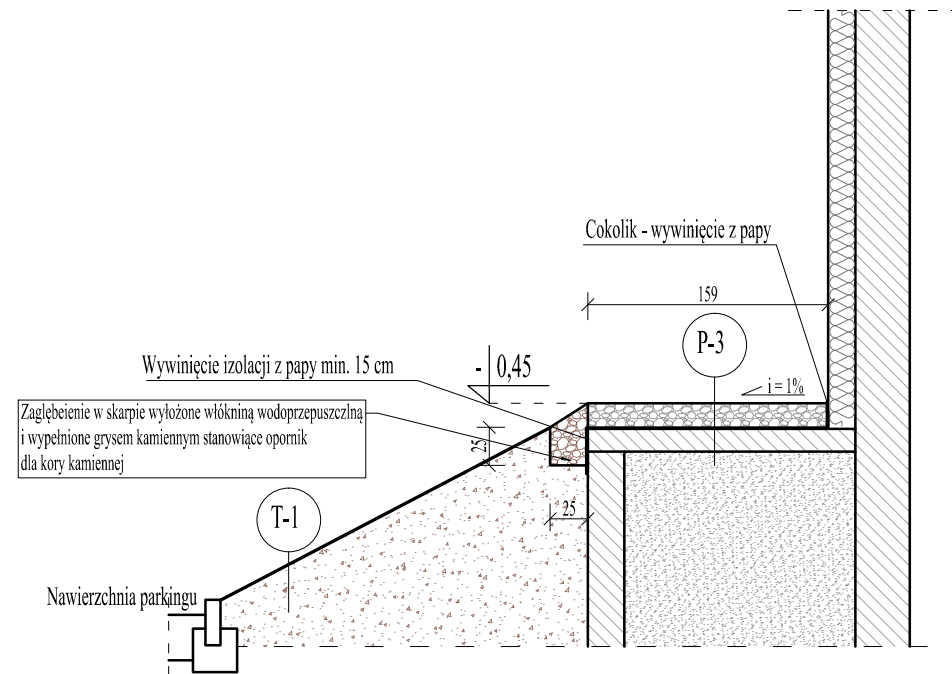 Cokolik - wywinięcie z papy
159
P-3
Wywinięcie izolacji z papy min. 15 cm
- 0,45
i = 1%
Zagłębeienie w skarpie wyłożone włókniną wodoprzepuszczlną
i wypełnione grysem kamiennym stanowiące opornik
dla kory kamiennej
25
25
T-1
Nawierzchnia parkingu